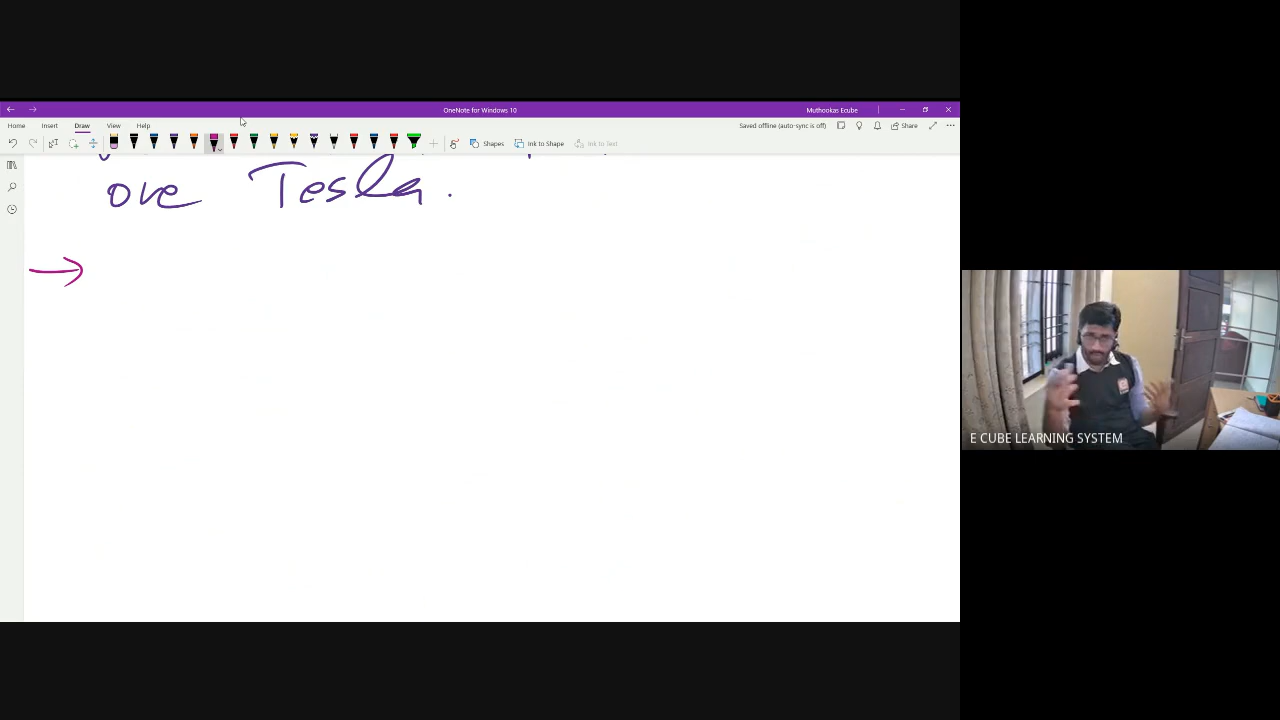 OneNote for Windows 10
Muthookas Ecube
Home Insert Draw View Help
Saved offline (auto-sync is off)
Share
Shapes
Ink to Shape
Ink to Text
ove Tesla.
→
E CUBE LEARNING SYSTEM